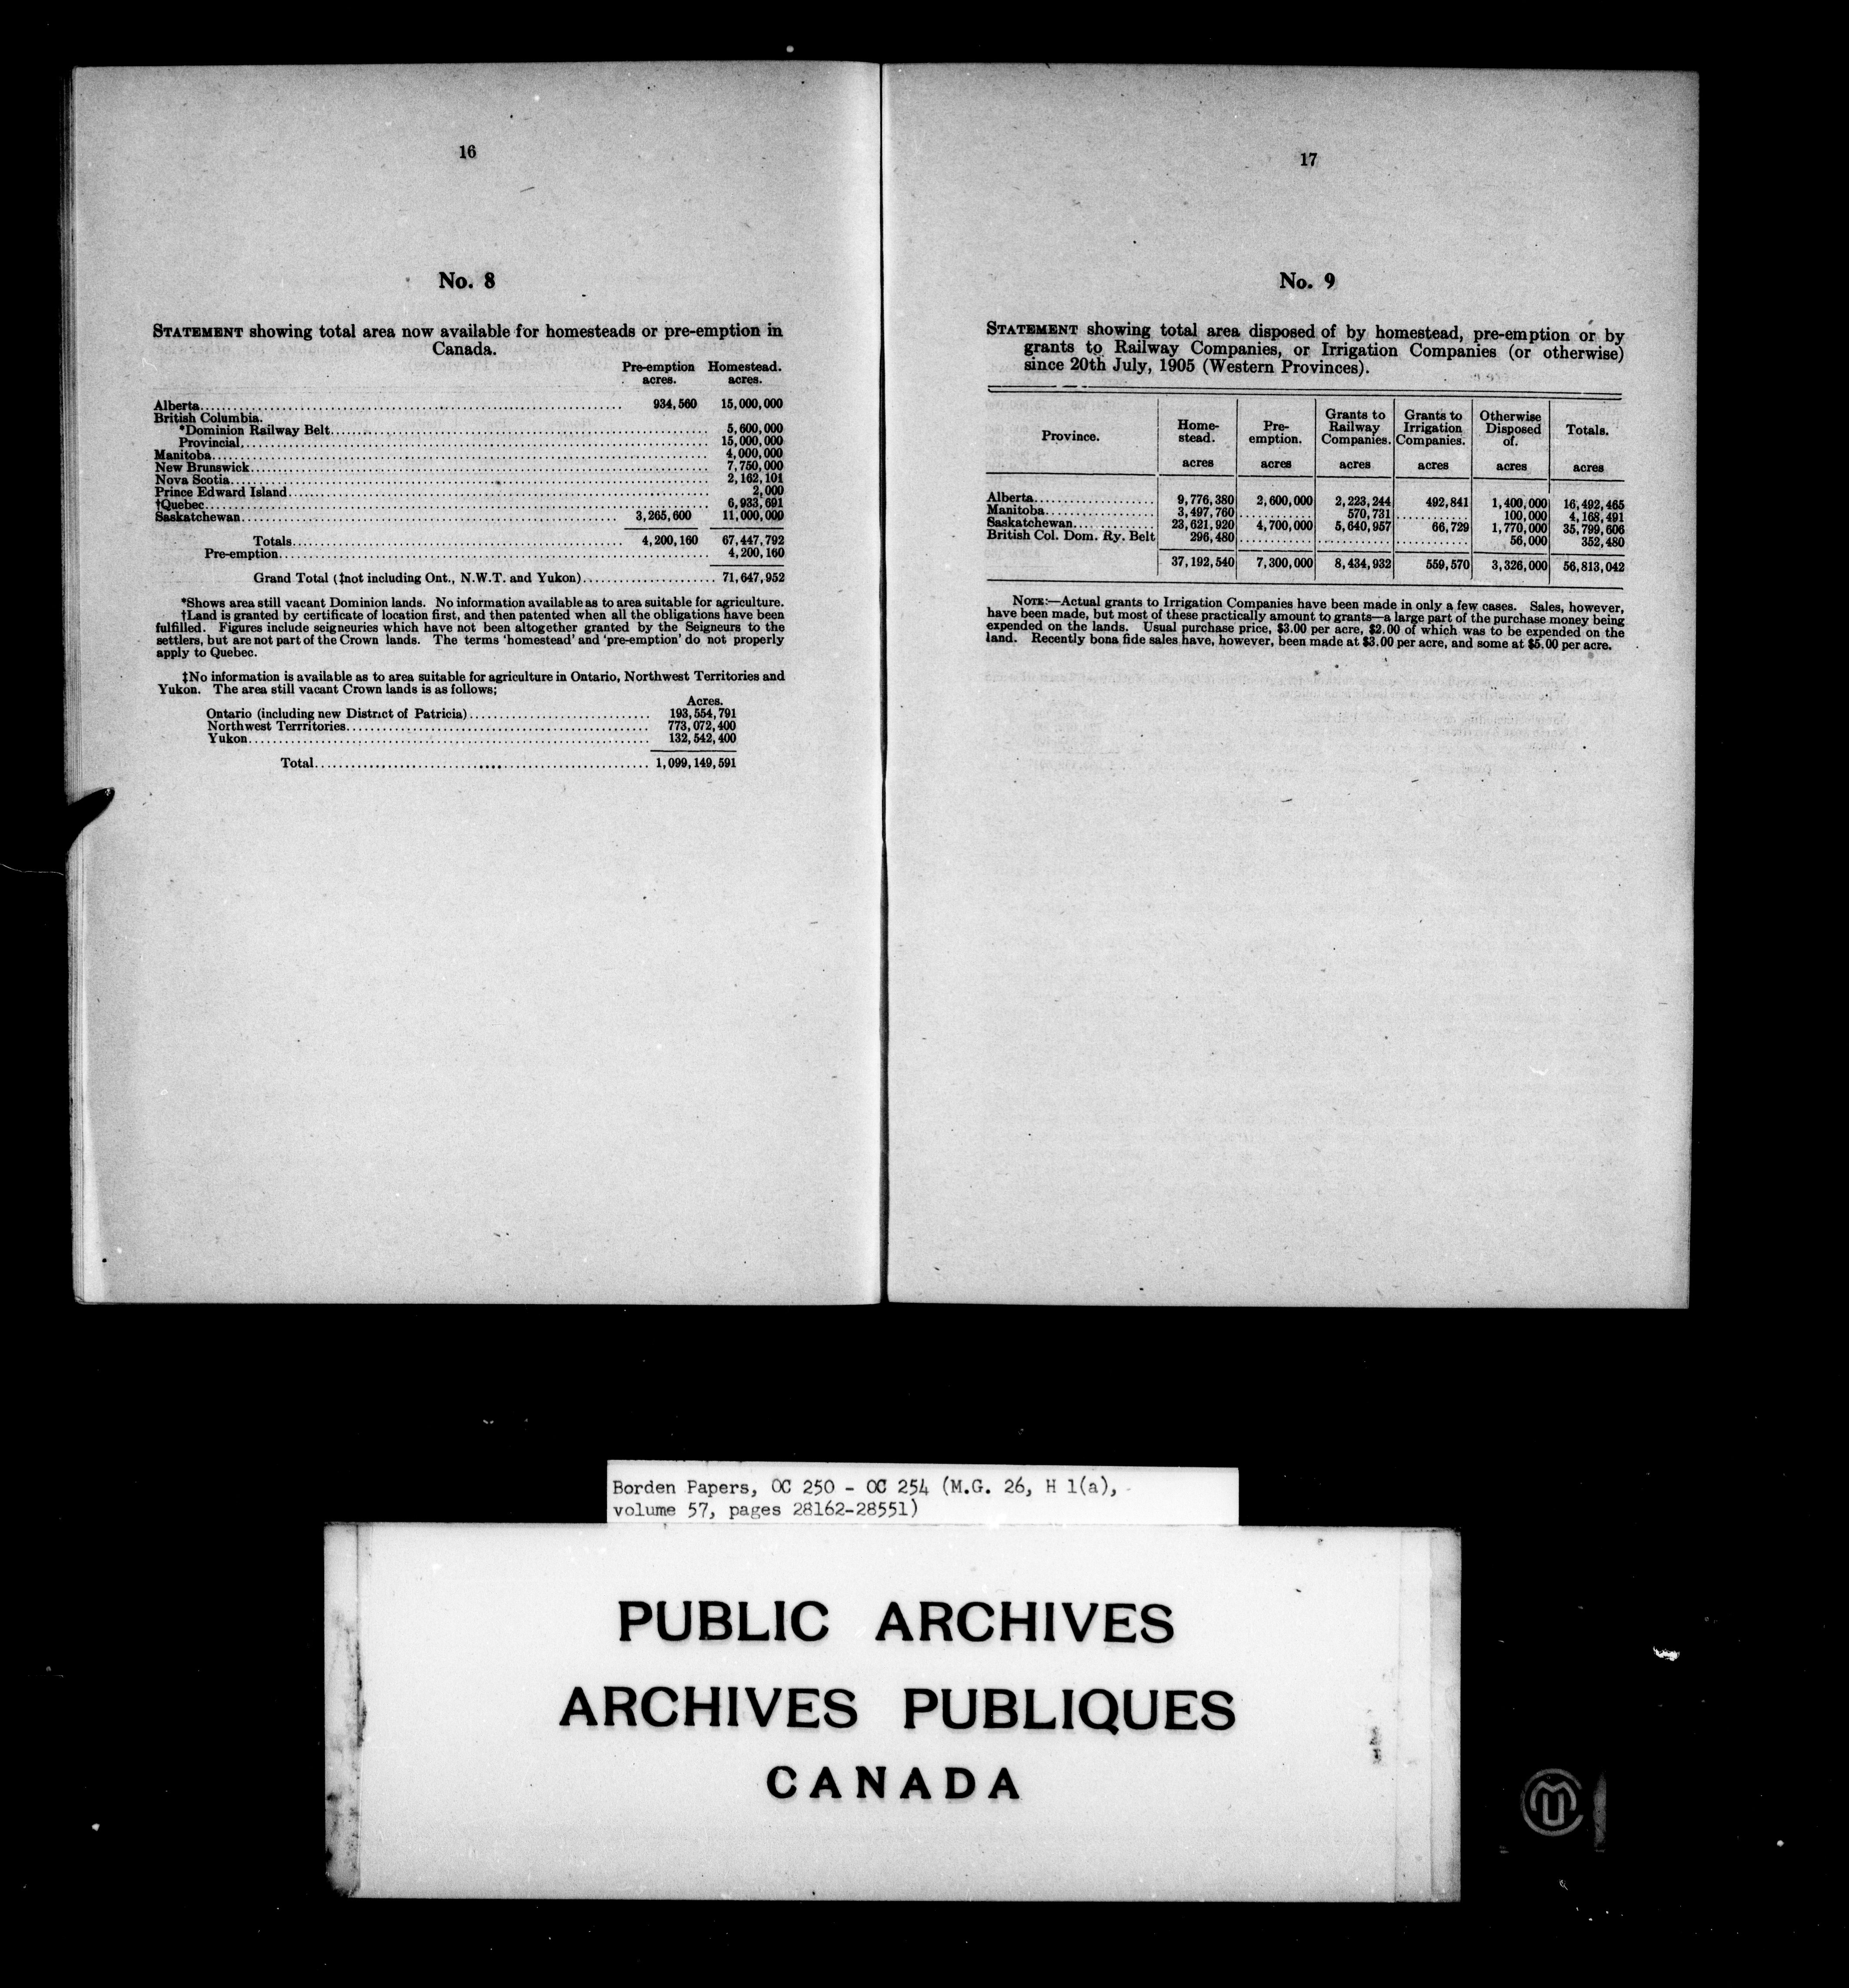 16
No. 8
STATEMENT showing total area now available for homesteads or pre-emption in
Canada.
Pre-emption Homestead.
acres. acres.
Alberta 934,560 15,000,000
British Columbia.
*Dominion Railway Belt 5,600,000
Provincial 15,000,000
Manitoba 4,000,000
New Brunswick 7,750,000
Nova Scotia 2,162,101
Prince Edward Island 2,000
†Quebec 6,933,691
Saskatchewan 3,265,600 11,000,000
Totals 4,200,160 67,447,792
Pre-emption 4,200,160
Grand Total (‡not including Ont., N.W.T. and Yukon) 71,647,952
*Shows area still vacant Dominion lands. No information available as to area suitable for agriculture.
†Land is granted by certificate of location first, and then patented when all the obligations have been
fulfilled. Figures include seigneuries which have not been altogether granted by the Seigneurs to the
settlers, but are not part of the Crown lands. The terms 'homestead' and 'pre-emption' do not properly
apply to Quebec.
‡No information is available as to area suitable for agriculture in Ontario, Northwest Territories and
Yukon. The area still vacant Crown lands is as follows;
Acres.
Ontario (including new District of Patricia) 193,554,791
Northwest Terrritories 773,072,400
Yukon 132,542,400
Total 1,099,149,591
17
No. 9
STATEMENT showing total area disposed of by homestead, pre-emption or by
grants to Railway Companies, or Irrigation Companies (or otherwise)
since 20th July, 1905 (Western Provinces).
Province. Home-stead. Pre-emption. Grants to Railway Companies. Grants to Irrigation Companies. Otherwise Disposed of. Totals.
acres acres acres acres acres acres
Alberta 9,776,380 2,600,000 2,223,244 492,841 1,400,000 16,492,465
Manitoba 3,497,760 570,731 100,000 4,168,491
Saskatchewan 23,621,920 4,700,000 5,640,957 66,729 1,770,000 35,799,606
British Col. Dom. Ry. Belt 296,480 56,000 352,480
37,192,540 7,300,000 8,434,932 559,570 3,326,000 56,813,042
NOTE:—Actual grants to Irrigation Companies have been made in only a few cases. Sales, however,
have been made, but most of these practically amount to grants—a large part of the purchase money being
expended on the lands. Usual purchase price, $3.00 per acre, $2.00 of which was to be expended on the
land. Recently bona fide sales have, however, been made at $3.00 per acre, and some at $5.00 per acre.
Borden Papers, OC 250 - OC 254 (M.G. 26, H 1(a),
volume 57, pages 28162-28551)
PUBLIC ARCHIVES
ARCHIVES PUBLIQUES
CANADA